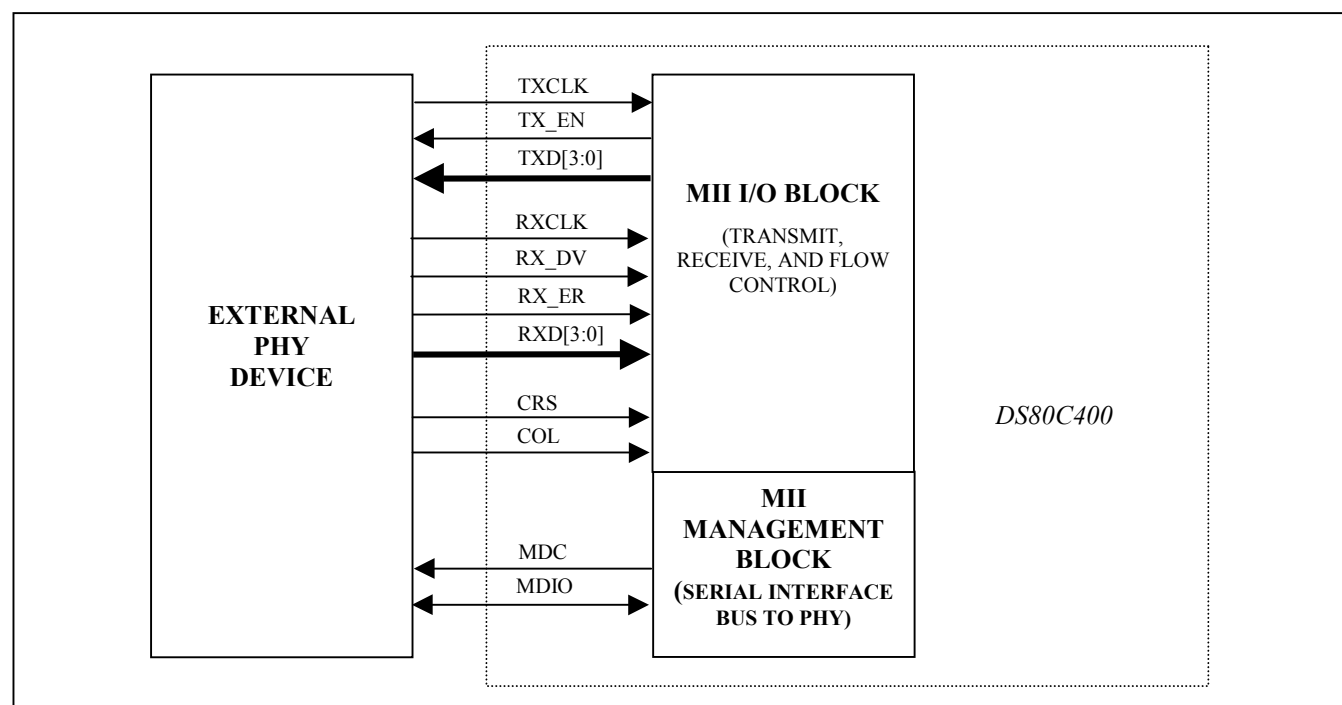 TXCLK
TX_EN
TXD[3:0]
RXCLK
RX_DV
RX_ER
RXD[3:0]
CRS
COL
MDC
MDIO
EXTERNAL
PHY
DEVICE
MII I/O BLOCK
(TRANSMIT,
RECEIVE, AND FLOW
CONTROL)
MII
MANAGEMENT
BLOCK
(SERIAL INTERFACE
BUS TO PHY)
DS80C400